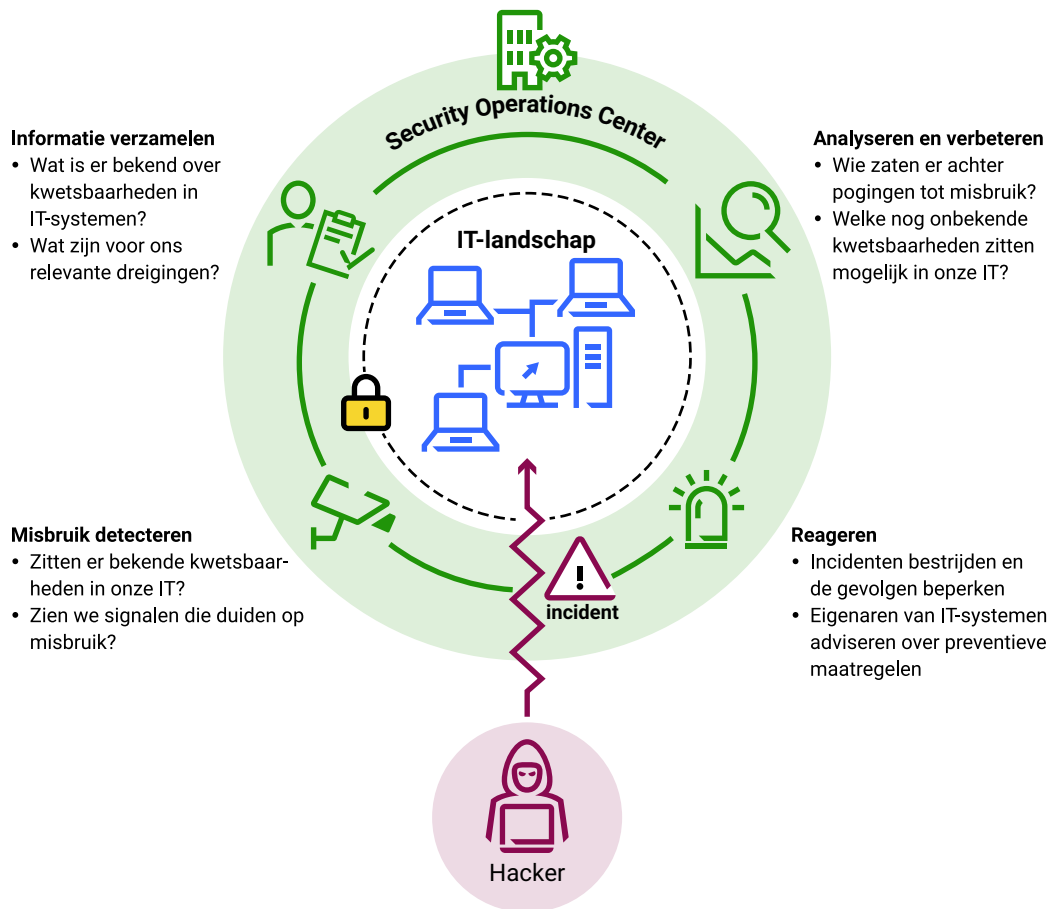 Security Operations Center
Informatie verzamelen
• Wat is er bekend over
kwetsbaarheden in
IT-systemen?
• Wat zijn voor ons
relevante dreigingen?
Analyseren en verbeteren
• Wie zaten er achter
pogingen tot misbruik?
• Welke nog onbekende
kwetsbaarheden zitten
mogelijk in onze IT?
IT-landschap
Misbruik detecteren
• Zitten er bekende kwetsbaar-
heden in onze IT?
• Zien we signalen die duiden op
misbruik?
incident
Reageren
• Incidenten bestrijden en
de gevolgen beperken
• Eigenaren van IT-systemen
adviseren over preventieve
maatregelen
Hacker